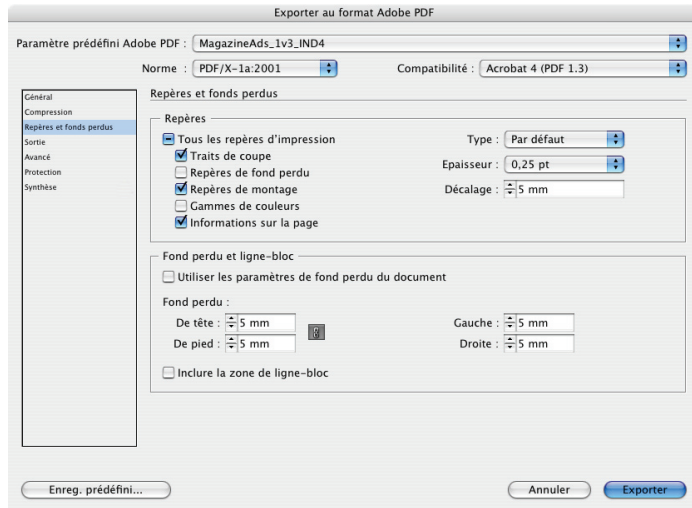 Exporter au format Adobe PDF
Paramètre prédéfini Adobe PDF : MagazineAds_1v3_IND4
Norme : PDF/X-1a:2001 Compatibilité : Acrobat 4 (PDF 1.3)
Général
Compression
Repères et fonds perdus
Sortie
Avancé
Protection
Synthèse
Repères et fonds perdus
Repères
Tous les repères d'impression
Traits de coupe
Repères de fond perdu
Repères de montage
Gammes de couleurs
Informations sur la page
Type : Par défaut
Epaisseur : 0,25 pt
Décalage : 5 mm
Fond perdu et ligne-bloc
Utiliser les paramètres de fond perdu du document
Fond perdu :
De tête : 5 mm Gauche : 5 mm
De pied : 5 mm Droite : 5 mm
Inclure la zone de ligne-bloc
Enreg. prédéfini... Annuler Exporter